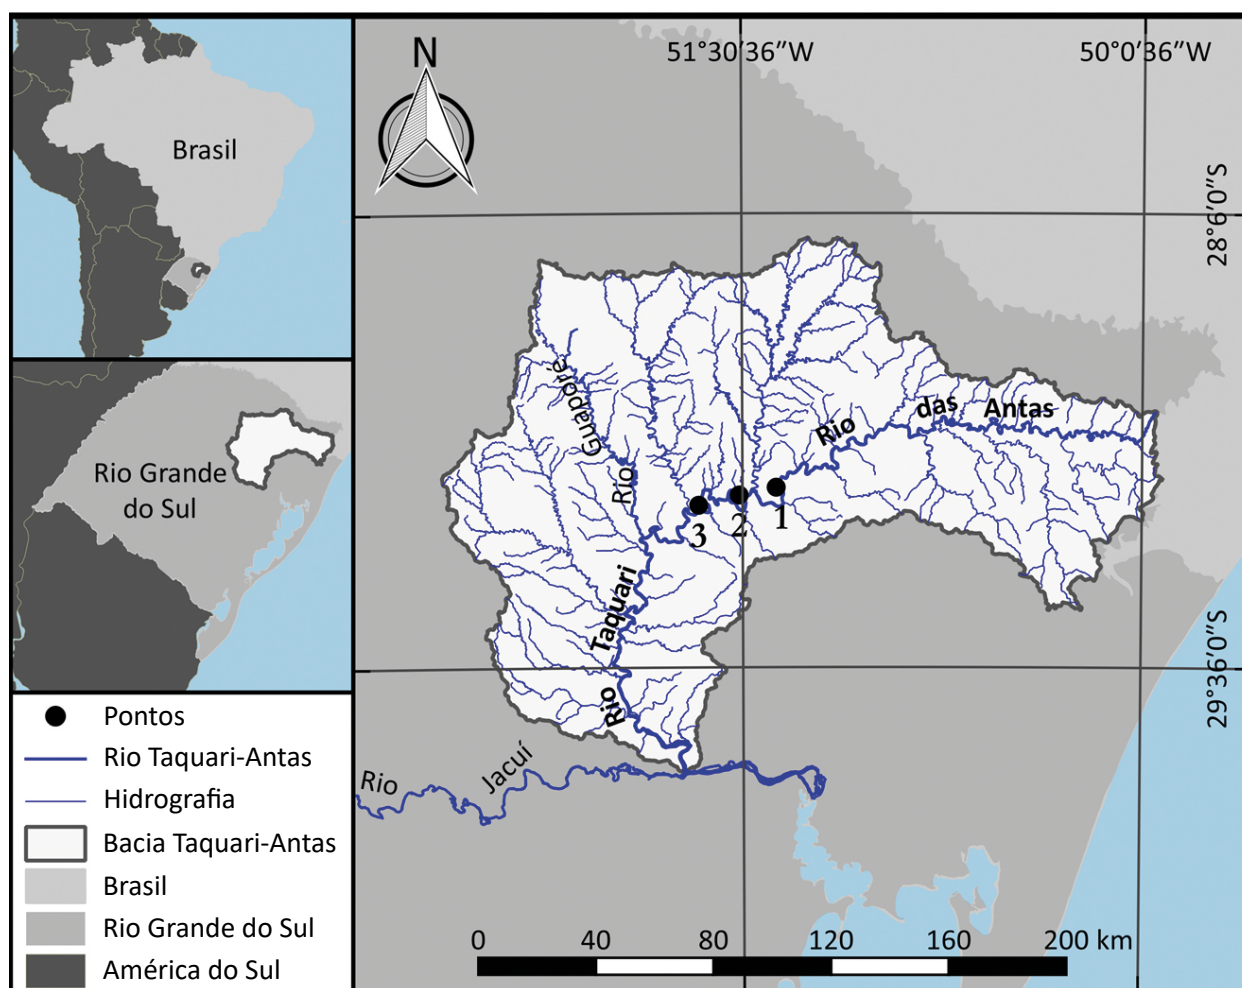 Brasil
Rio Grande
do Sul
Pontos
Rio Taquari-Antas
Hidrografia
Bacia Taquari-Antas
Brasil
Rio Grande do Sul
América do Sul
N
51°30′36″W
50°0′36″W
28°6′0″S
29°36′0″S
Rio Guaporé
Rio das Antas
1
2
3
Rio Taquari
Rio Jacuí
0 40 80 120 160 200 km